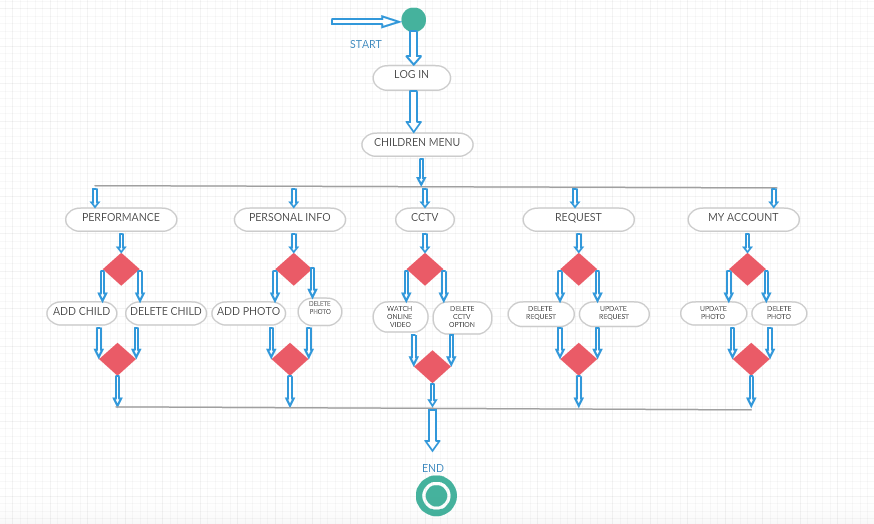 START
LOG IN
CHILDREN MENU
PERFORMANCE
PERSONAL INFO
CCTV
REQUEST
MY ACCOUNT
ADD CHILD
DELETE CHILD
ADD PHOTO
DELETE
PHOTO
WATCH
ONLINE
VIDEO
DELETE
CCTV
OPTION
DELETE
REQUEST
UPDATE
REQUEST
UPDATE
PHOTO
DELETE
PHOTO
END